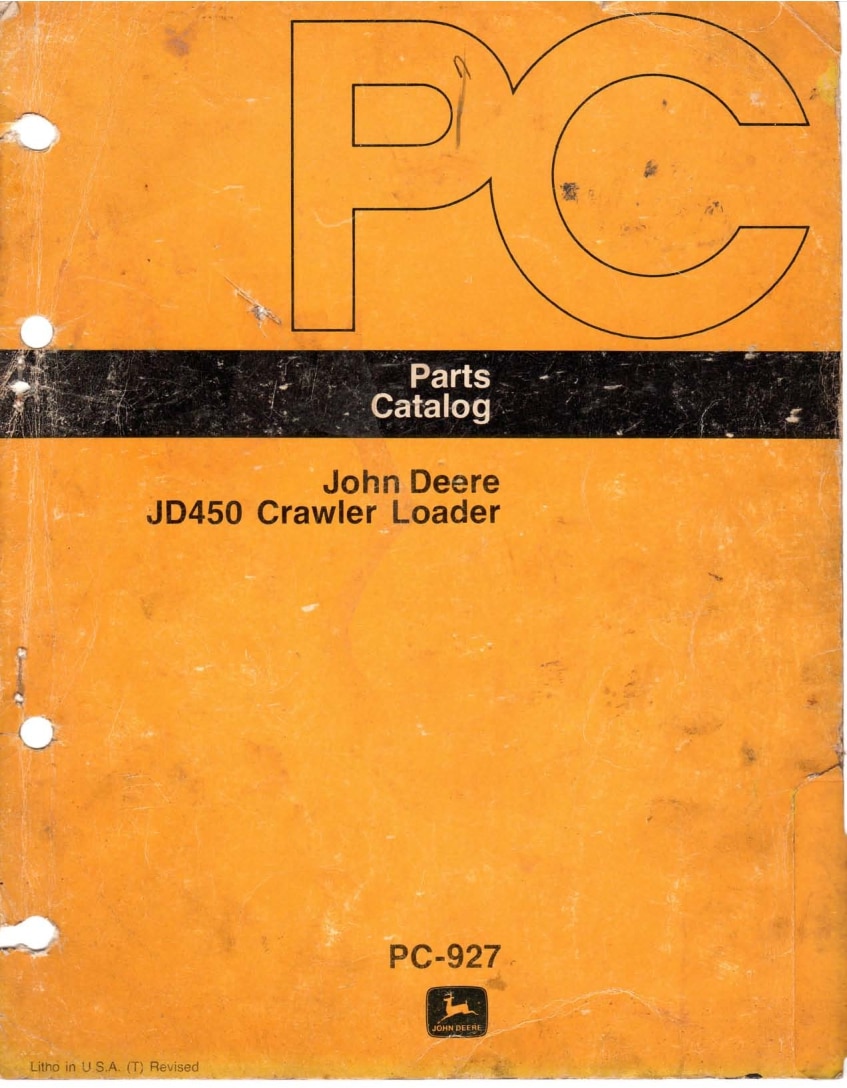 PC
Parts
Catalog
John Deere
JD450 Crawler Loader
PC-927
JOHN DEERE
Litho in U.S.A. (T) Revised